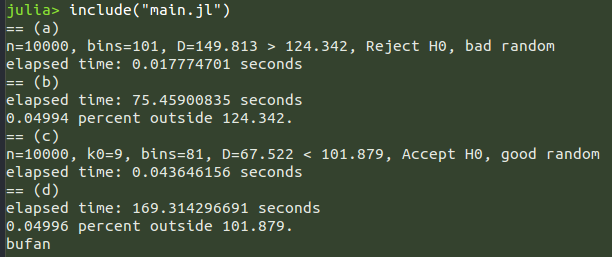 julia> include("main.jl")
== (a)
n=10000, bins=101, D=149.813 > 124.342, Reject H0, bad random
elapsed time: 0.017774701 seconds
== (b)
elapsed time: 75.45900835 seconds
0.04994 percent outside 124.342.
== (c)
n=10000, k0=9, bins=81, D=67.522 < 101.879, Accept H0, good random
elapsed time: 0.043646156 seconds
== (d)
elapsed time: 169.314296691 seconds
0.04996 percent outside 101.879.
bufan